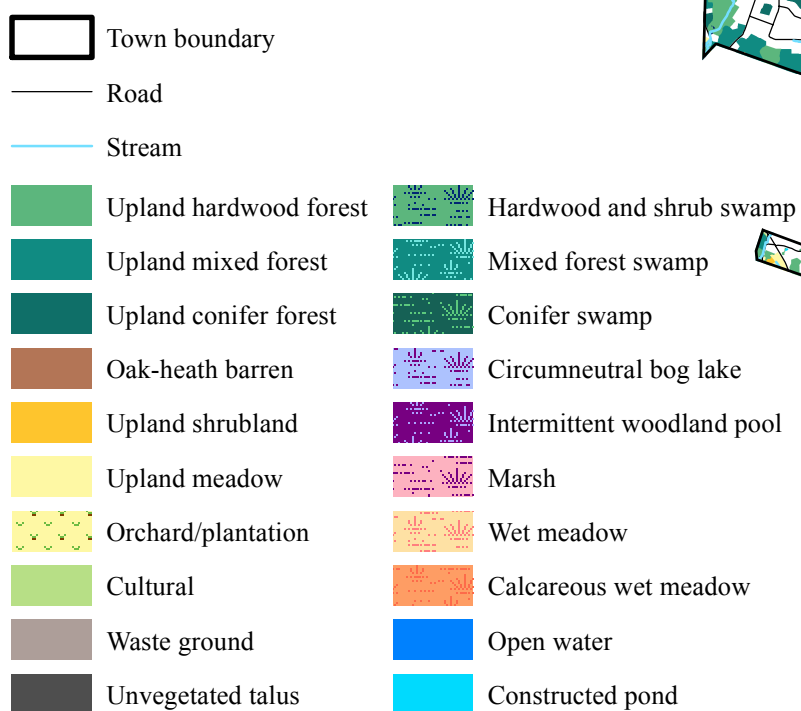 Town boundary
Road
Stream
Upland hardwood forest
Upland mixed forest
Upland conifer forest
Oak-heath barren
Upland shrubland
Upland meadow
Orchard/plantation
Cultural
Waste ground
Unvegetated talus
Hardwood and shrub swamp
Mixed forest swamp
Conifer swamp
Circumneutral bog lake
Intermittent woodland pool
Marsh
Wet meadow
Calcareous wet meadow
Open water
Constructed pond